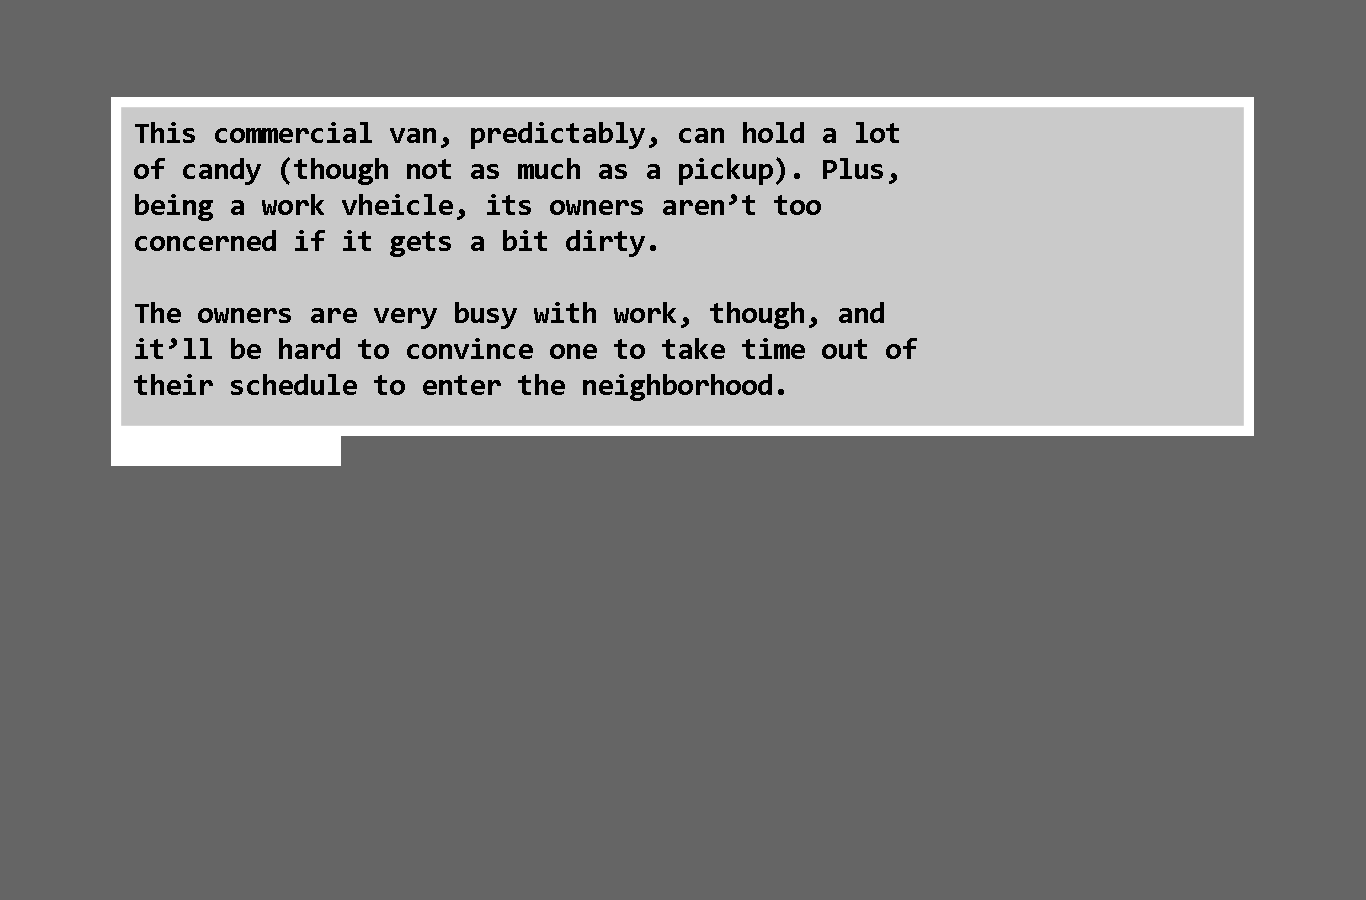 This commercial van, predictably, can hold a lot
of candy (though not as much as a pickup). Plus,
being a work vheicle, its owners aren’t too
concerned if it gets a bit dirty.
The owners are very busy with work, though, and
it’ll be hard to convince one to take time out of
their schedule to enter the neighborhood.